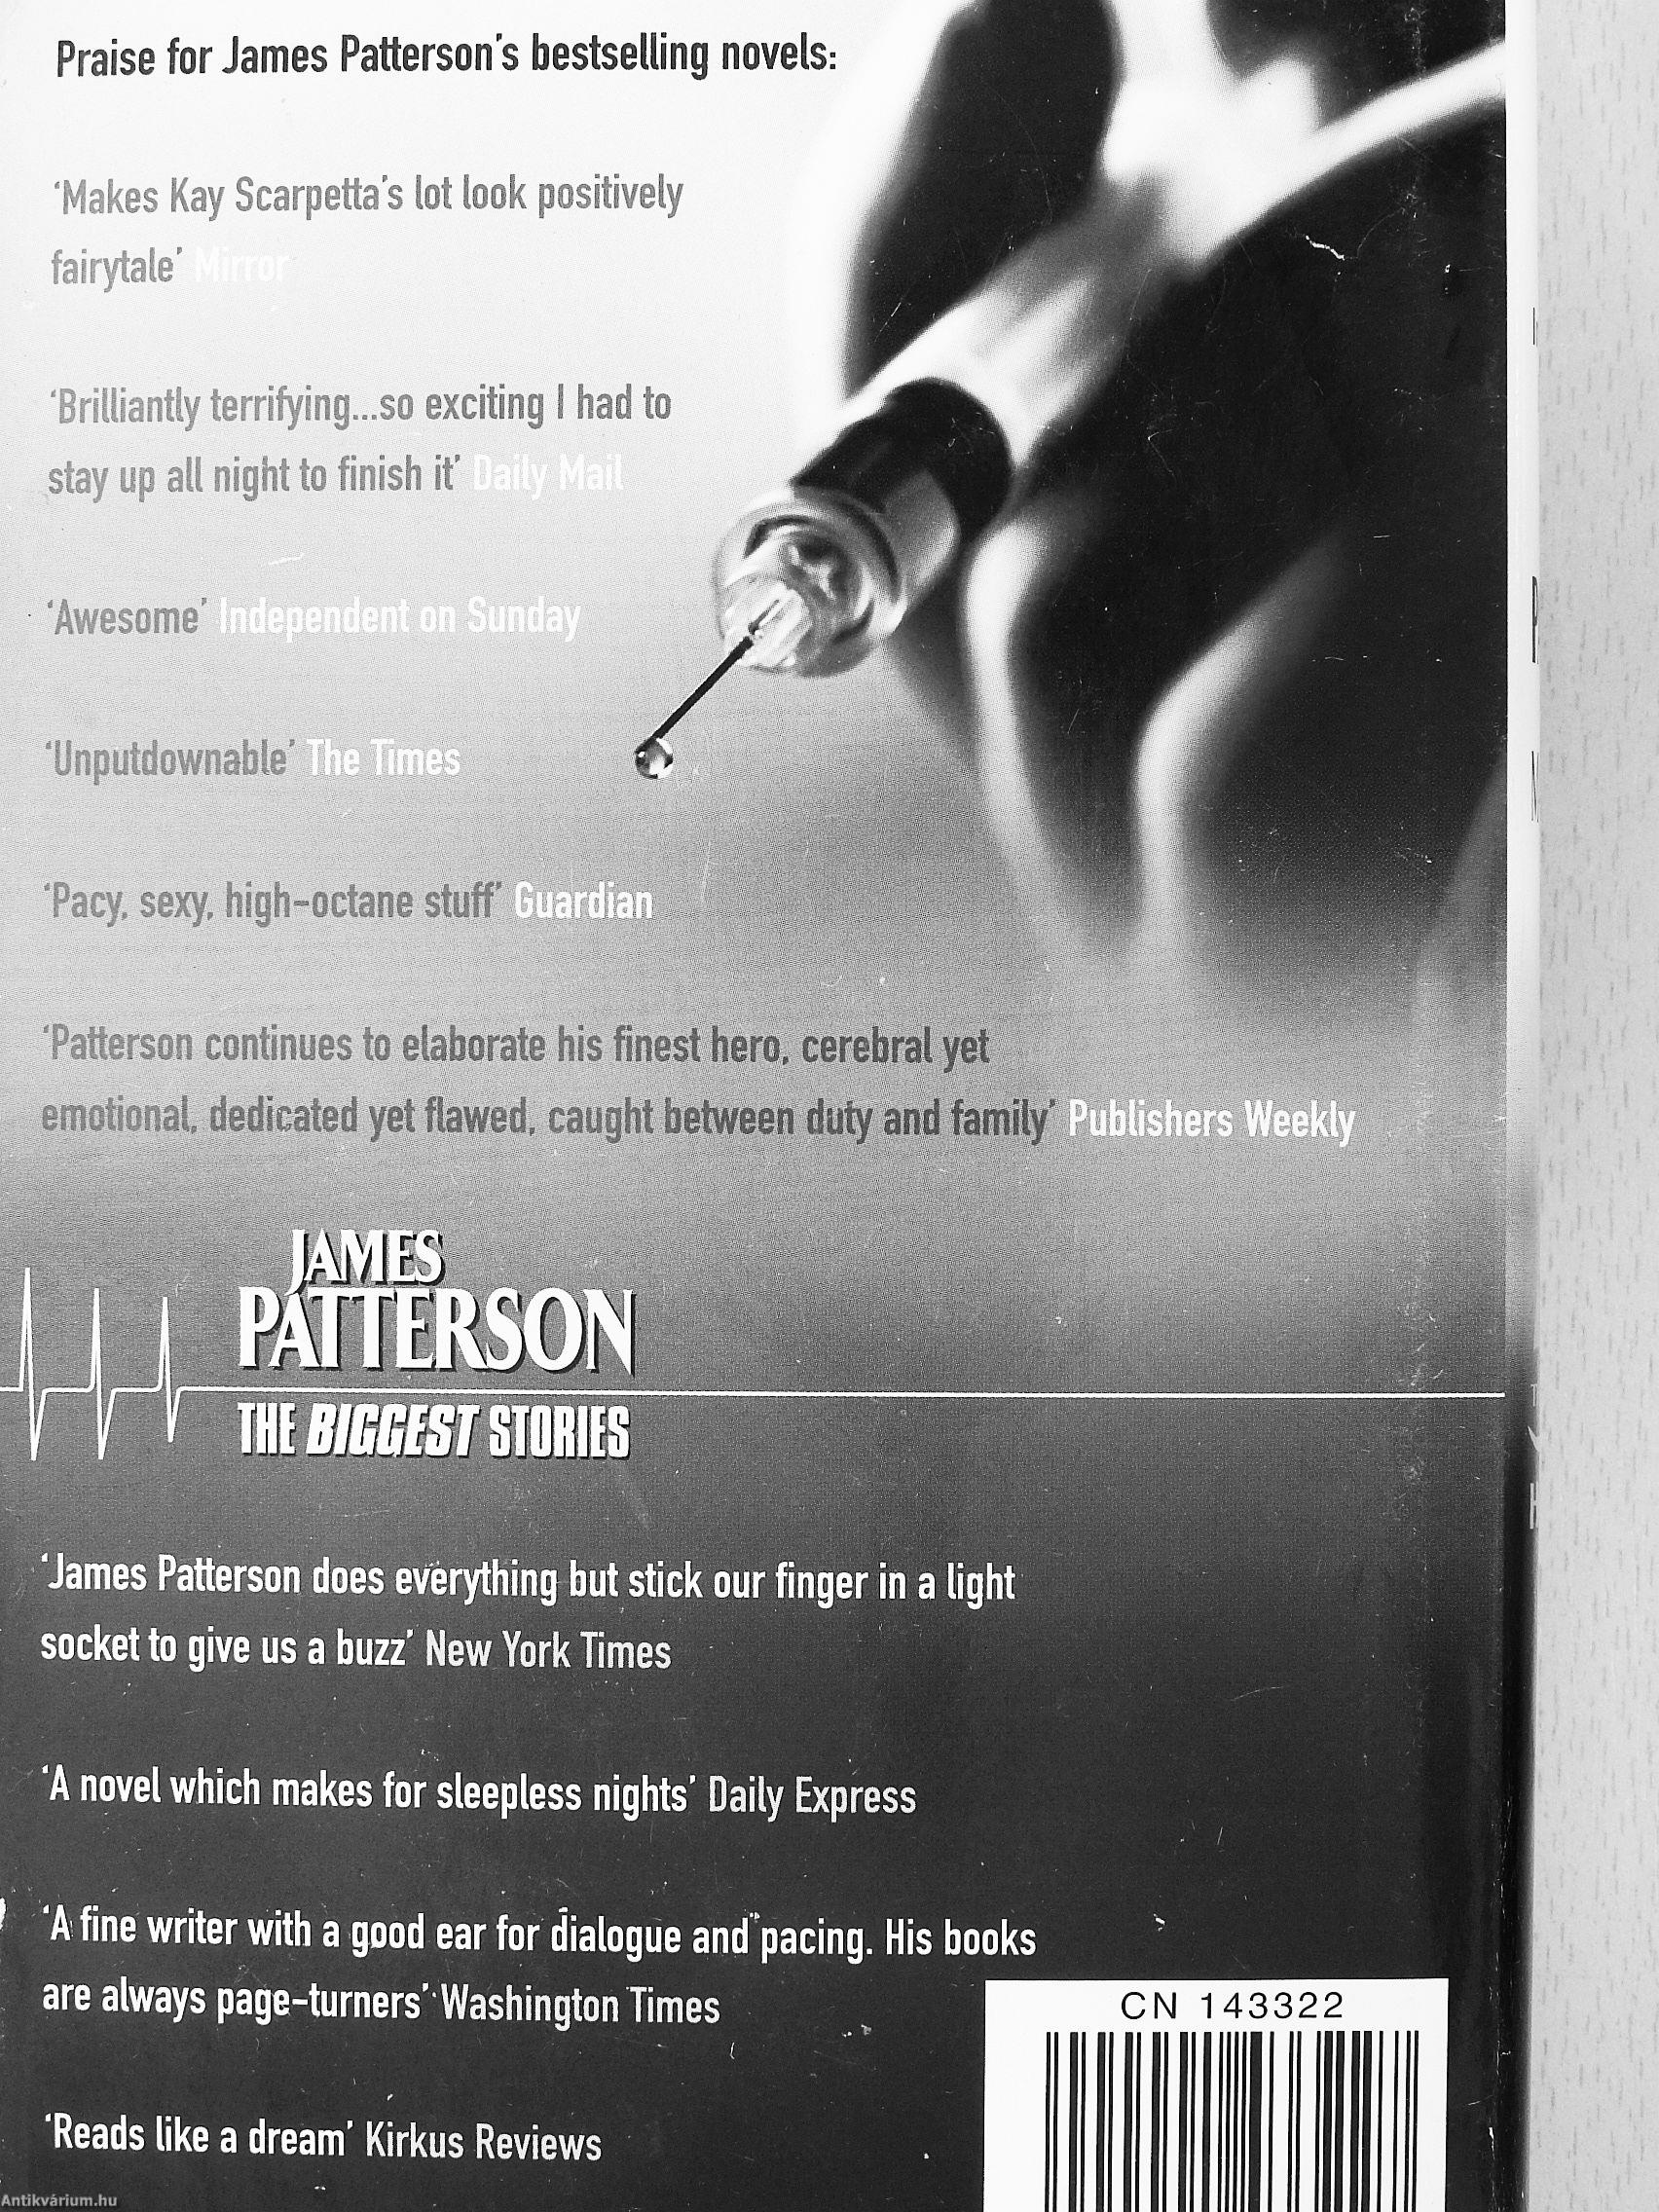 Praise for James Patterson's bestselling novels:
'Makes Kay Scarpetta's lot look positively
fairytale' Mirror
'Brilliantly terrifying...so exciting I had to
stay up all night to finish it' Daily Mail
'Awesome' Independent on Sunday
'Unputdownable' The Times
'Pacy, sexy, high-octane stuff' Guardian
'Patterson continues to elaborate his finest hero, cerebral yet
emotional, dedicated yet flawed, caught between duty and family' Publishers Weekly
JAMES
PATTERSON
THE BIGGEST STORIES
'James Patterson does everything but stick our finger in a light
socket to give us a buzz' New York Times
'A novel which makes for sleepless nights' Daily Express
'A fine writer with a good ear for dialogue and pacing. His books
are always page-turners' Washington Times
CN 143322
'Reads like a dream' Kirkus Reviews
Antikvárium.hu